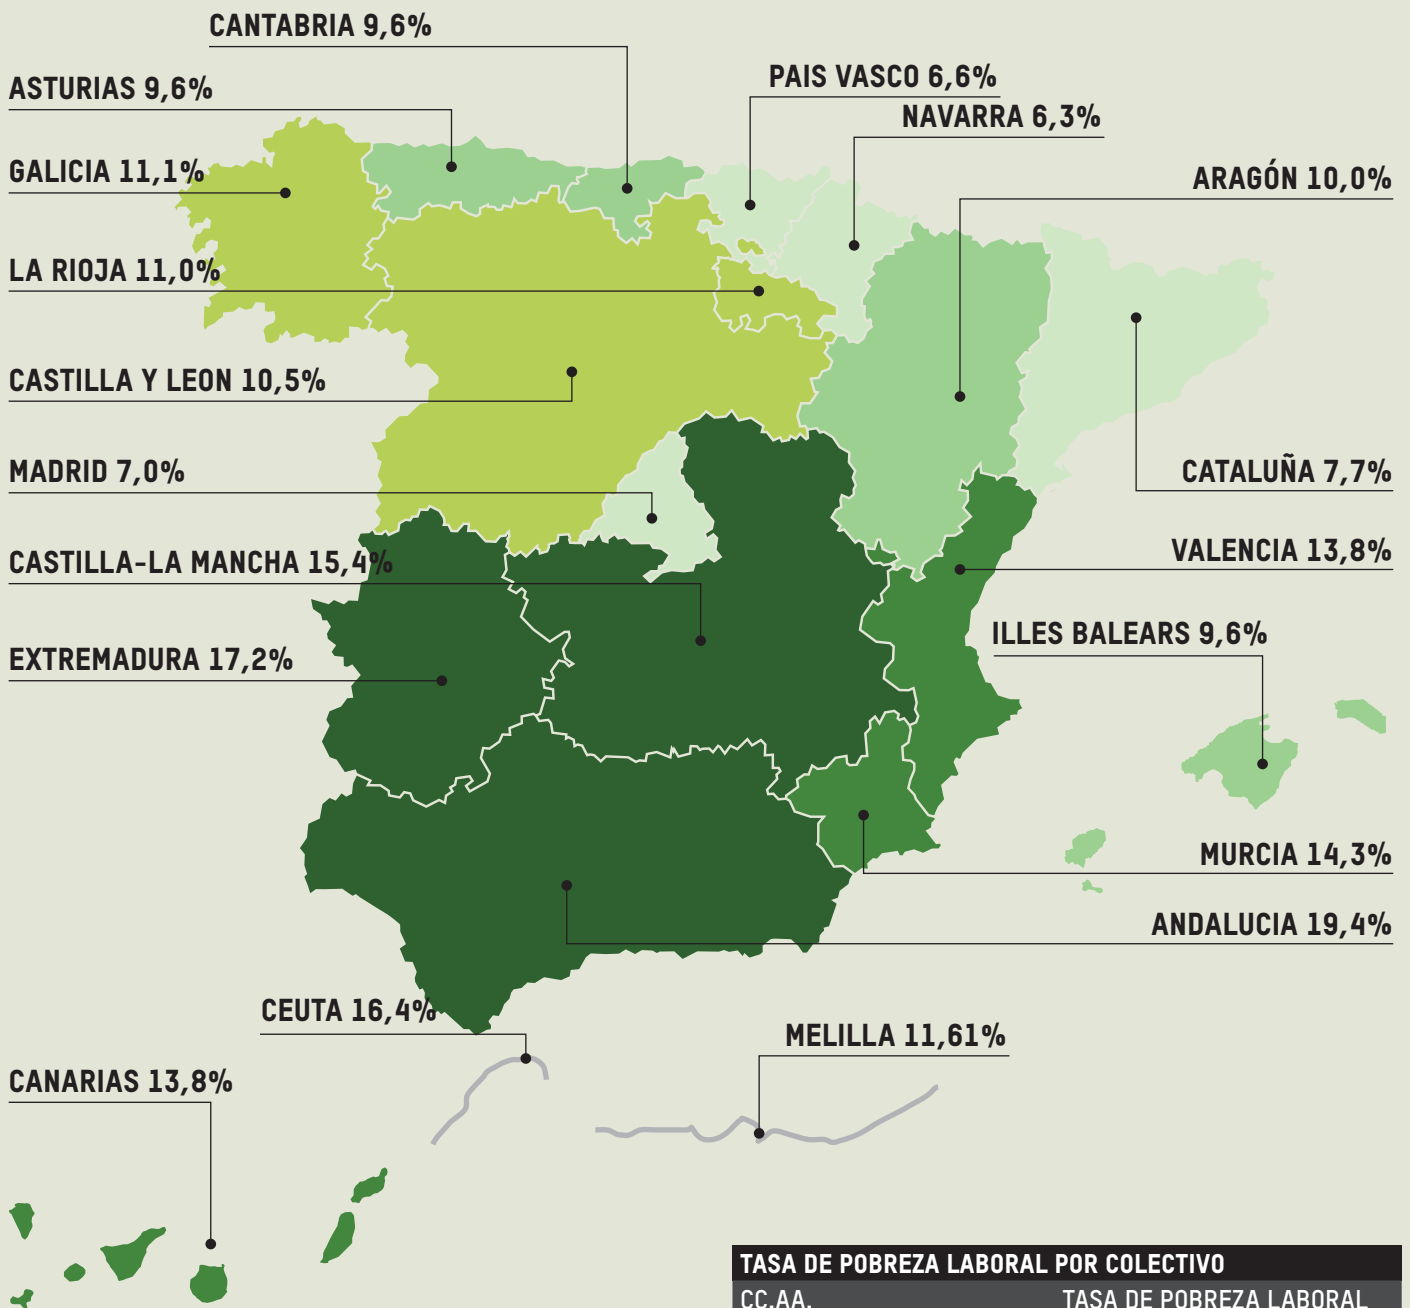 CANTABRIA 9,6%
PAIS VASCO 6,6%
ASTURIAS 9,6%
NAVARRA 6,3%
GALICIA 11,1%
ARAGÓN 10,0%
LA RIOJA 11,0%
CASTILLA Y LEON 10,5%
MADRID 7,0%
CATALUÑA 7,7%
CASTILLA-LA MANCHA 15,4%
VALENCIA 13,8%
ILLES BALEARS 9,6%
EXTREMADURA 17,2%
MURCIA 14,3%
ANDALUCIA 19,4%
CEUTA 16,4%
MELILLA 11,61%
CANARIAS 13,8%
TASA DE POBREZA LABORAL POR COLECTIVO
CC.AA. TASA DE POBREZA LABORAL